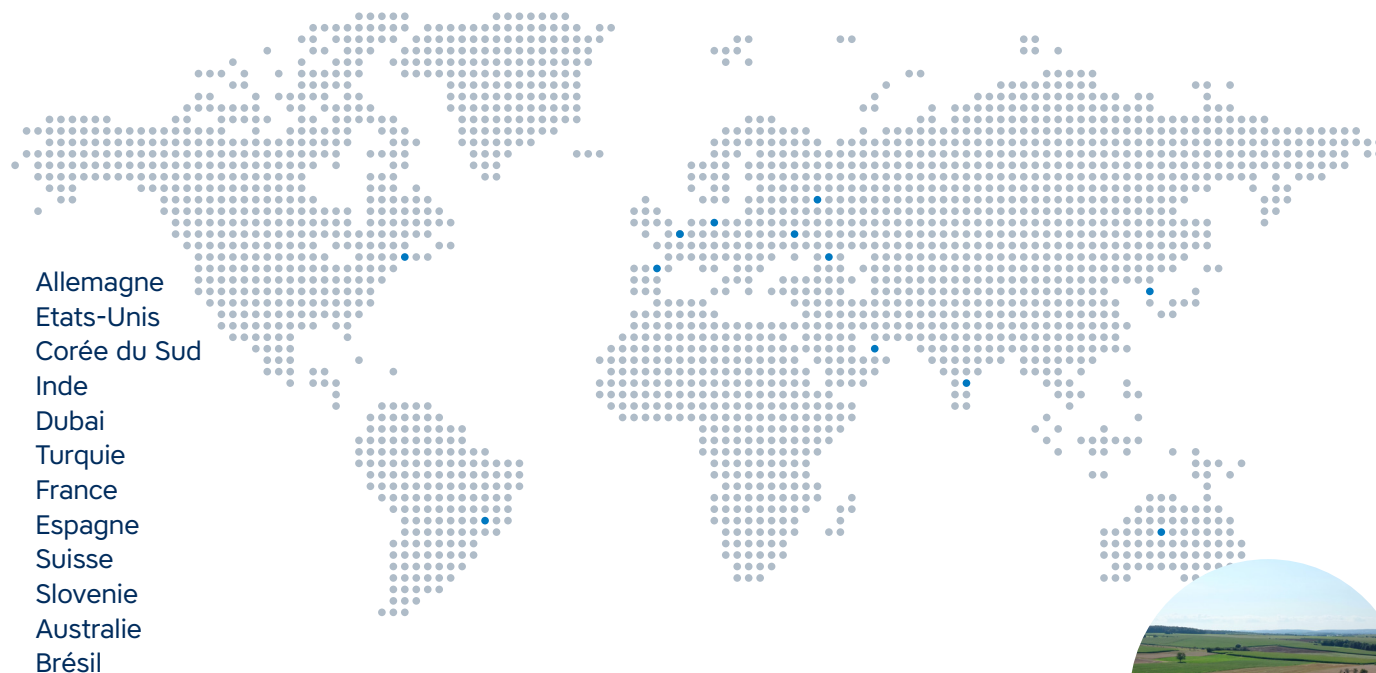 Allemagne
Etats-Unis
Corée du Sud
Inde
Dubai
Turquie
France
Espagne
Suisse
Slovenie
Australie
Brésil